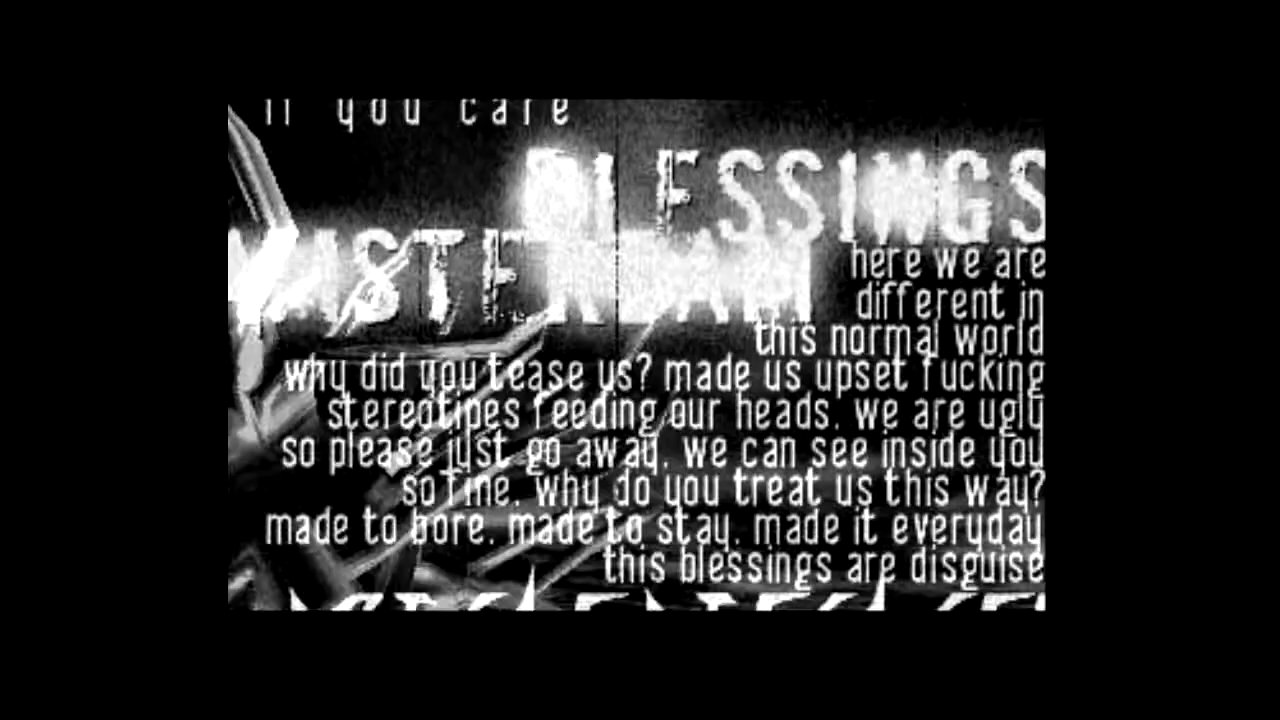 if you care
BLESSINGS
AMSTERDAM
here we are
different in
this normal world
why did you tease us? made us upset fucking
stereotipes feeding our heads. we are ugly
so please just go away. we can see inside you
so fine. why do you treat us this way?
made to bore. made to stay. made it everyday
this blessings are disguise